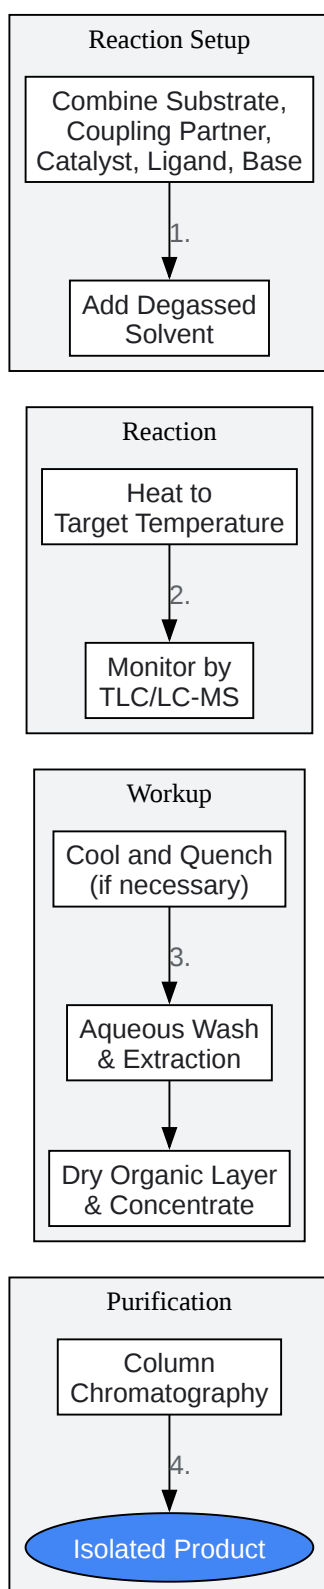 Reaction Setup
Combine Substrate,
Coupling Partner,
Catalyst, Ligand, Base
1.
Add Degassed
Solvent
Reaction
Heat to
Target Temperature
2.
Monitor by
TLC/LC-MS
Workup
Cool and Quench
(if necessary)
3.
Aqueous Wash
& Extraction
Dry Organic Layer
& Concentrate
Purification
Column
Chromatography
4.
Isolated Product